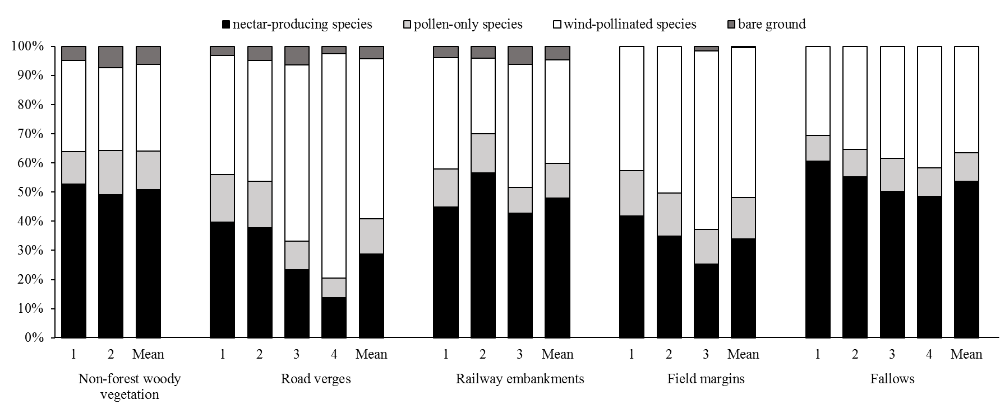 nectar-producing species pollen-only species wind-pollinated species bare ground
100%
90%
80%
70%
60%
50%
40%
30%
20%
10%
0%
1 2 Mean 1 2 3 4 Mean 1 2 3 Mean 1 2 3 Mean 1 2 3 4 Mean
Non-forest woody Road verges Railway embankments Field margins Fallows
vegetation